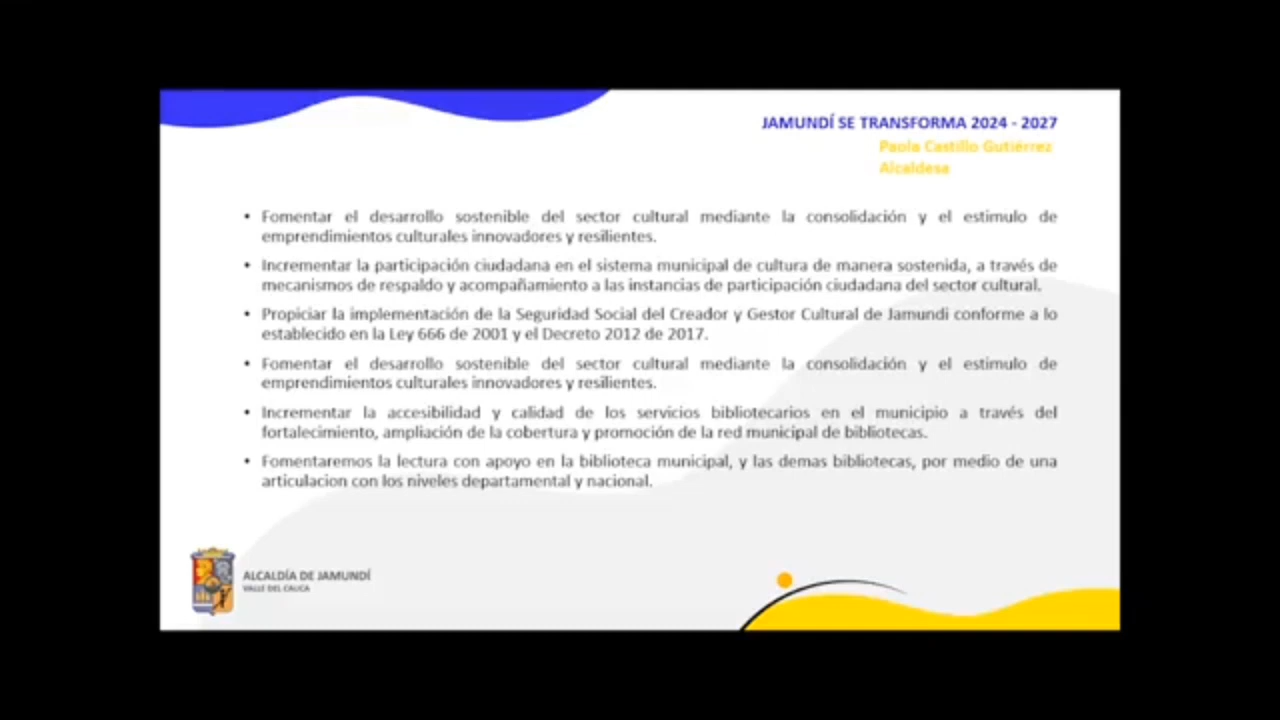 JAMUNDÍ SE TRANSFORMA 2024 - 2027
Paola Castillo Gutiérrez
Alcaldesa
• Fomentar el desarrollo sostenible del sector cultural mediante la consolidación y el estimulo de
emprendimientos culturales innovadores y resilientes.
• Incrementar la participación ciudadana en el sistema municipal de cultura de manera sostenida, a través de
mecanismos de respaldo y acompañamiento a las instancias de participación ciudadana del sector cultural.
• Propiciar la implementación de la Seguridad Social del Creador y Gestor Cultural de Jamundi conforme a lo
establecido en la Ley 666 de 2001 y el Decreto 2012 de 2017.
• Fomentar el desarrollo sostenible del sector cultural mediante la consolidación y el estimulo de
emprendimientos culturales innovadores y resilientes.
• Incrementar la accesibilidad y calidad de los servicios bibliotecarios en el municipio a través del
fortalecimiento, ampliación de la cobertura y promoción de la red municipal de bibliotecas.
• Fomentaremos la lectura con apoyo en la biblioteca municipal, y las demas bibliotecas, por medio de una
articulacion con los niveles departamental y nacional.
ALCALDÍA DE JAMUNDÍ
VALLE DEL CAUCA